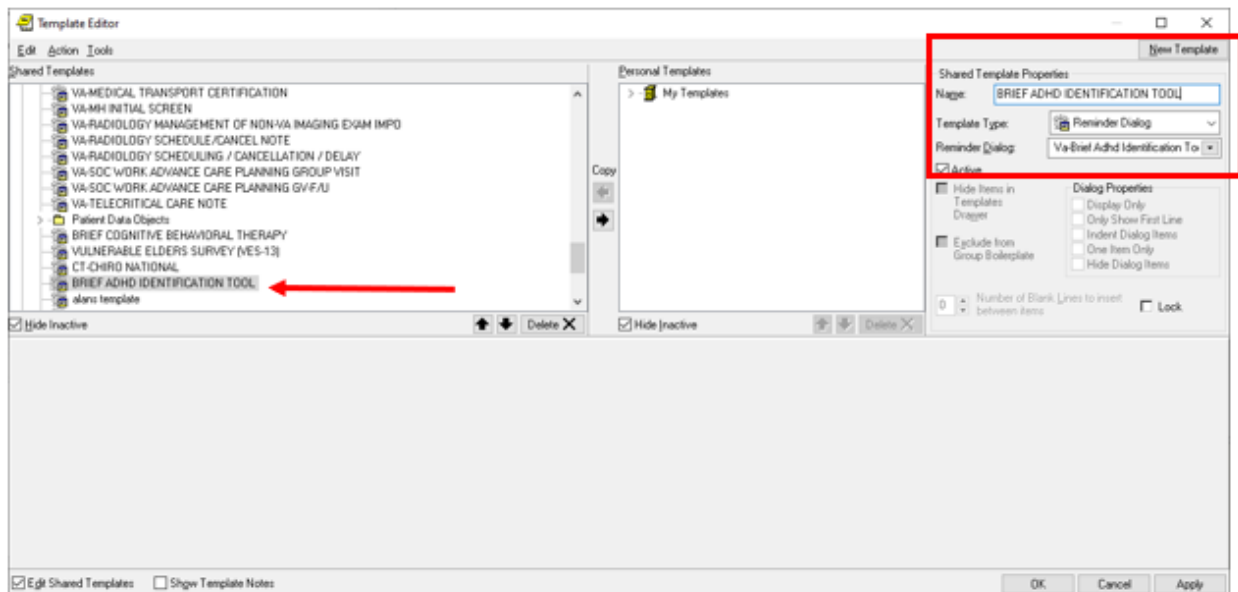 Template Editor
Edit Action Tools
New Template
Shared Templates
VA-MEDICAL TRANSPORT CERTIFICATION
VA-MH INITIAL SCREEN
VA-RADIOLOGY MANAGEMENT OF NON-VA IMAGING EXAM IMPO
VA-RADIOLOGY SCHEDULE/CANCEL NOTE
VA-RADIOLOGY SCHEDULING / CANCELLATION / DELAY
VA-SOC WORK ADVANCE CARE PLANNING GROUP VISIT
VA-SOC WORK ADVANCE CARE PLANNING GV-F/U
VA-TELECRITICAL CARE NOTE
Patient Data Objects
BRIEF COGNITIVE BEHAVIORAL THERAPY
VULNERABLE ELDERS SURVEY (VES-13)
CT-CHIRO NATIONAL
BRIEF ADHD IDENTIFICATION TOOL
alans template
Hide Inactive
Delete
Copy
Personal Templates
My Templates
Hide Inactive
Delete
Shared Template Properties
Name: BRIEF ADHD IDENTIFICATION TOOL
Template Type: Reminder Dialog
Reminder Dialog: Va-Brief Adhd Identification Too
Active
Hide Items in
Templates
Drawer
Exclude from
Group Boilerplate
Dialog Properties
Display Only
Only Show First Line
Indent Dialog Items
One Item Only
Hide Dialog Items
0 Number of Blank Lines to insert
between items
Lock
Edit Shared Templates Show Template Notes
OK Cancel Apply